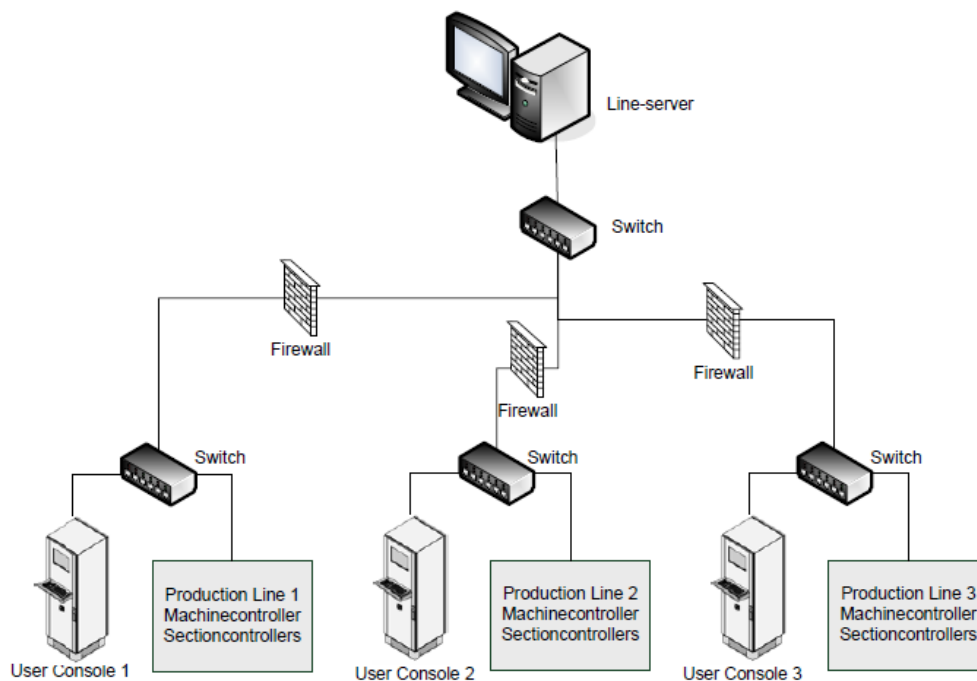 Line-server
Switch
Firewall
Firewall
Firewall
Switch
Switch
Switch
Production Line 1
Machinecontroller
Sectioncontrollers
Production Line 2
Machinecontroller
Sectioncontrollers
Production Line 3
Machinecontroller
Sectioncontrollers
User Console 1
User Console 2
User Console 3